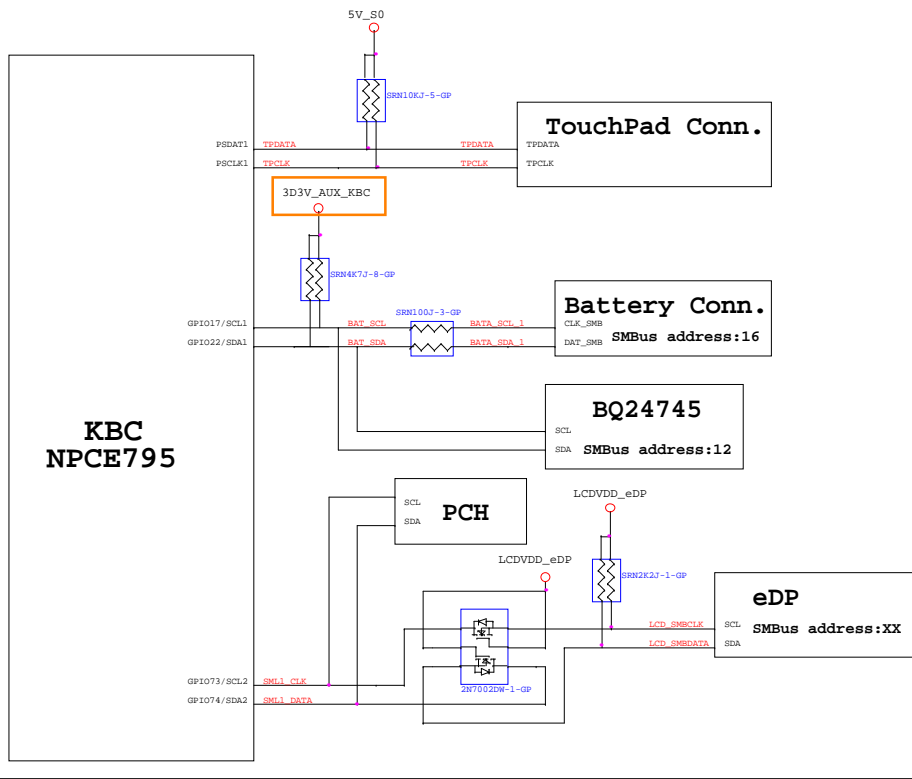 5V_S0
SRN10KJ-5-GP
TouchPad Conn.
PSDAT1 TPDATA TPDATA TPDATA
PSCLK1 TPCLK TPCLK TPCLK
3D3V_AUX_KBC
SRN4K7J-8-GP
Battery Conn.
SRN100J-3-GP
GPIO17/SCL1 BAT_SCL BATA_SCL_1 CLK_SMB
SMBus address:16
GPIO22/SDA1 BAT_SDA BATA_SDA_1 DAT_SMB
BQ24745
KBC
NPCE795
SCL
SDA SMBus address:12
LCDVDD_eDP
SCL
PCH
SDA
LCDVDD_eDP
SRN2K2J-1-GP
eDP
LCD_SMBCLK SCL
SMBus address:XX
LCD_SMBDATA SDA
GPIO73/SCL2 SML1_CLK
2N7002DW-1-GP
GPIO74/SDA2 SML1_DATA